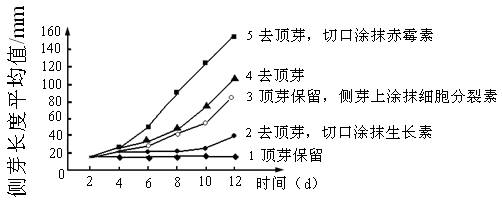 侧芽长度平均值/mm
160
140
120
100
80
60
40
20
0
2 4 6 8 10 12 时间（d）
5 去顶芽，切口涂抹赤霉素
4 去顶芽
3 顶芽保留，侧芽上涂抹细胞分裂素
2 去顶芽，切口涂抹生长素
1 顶芽保留